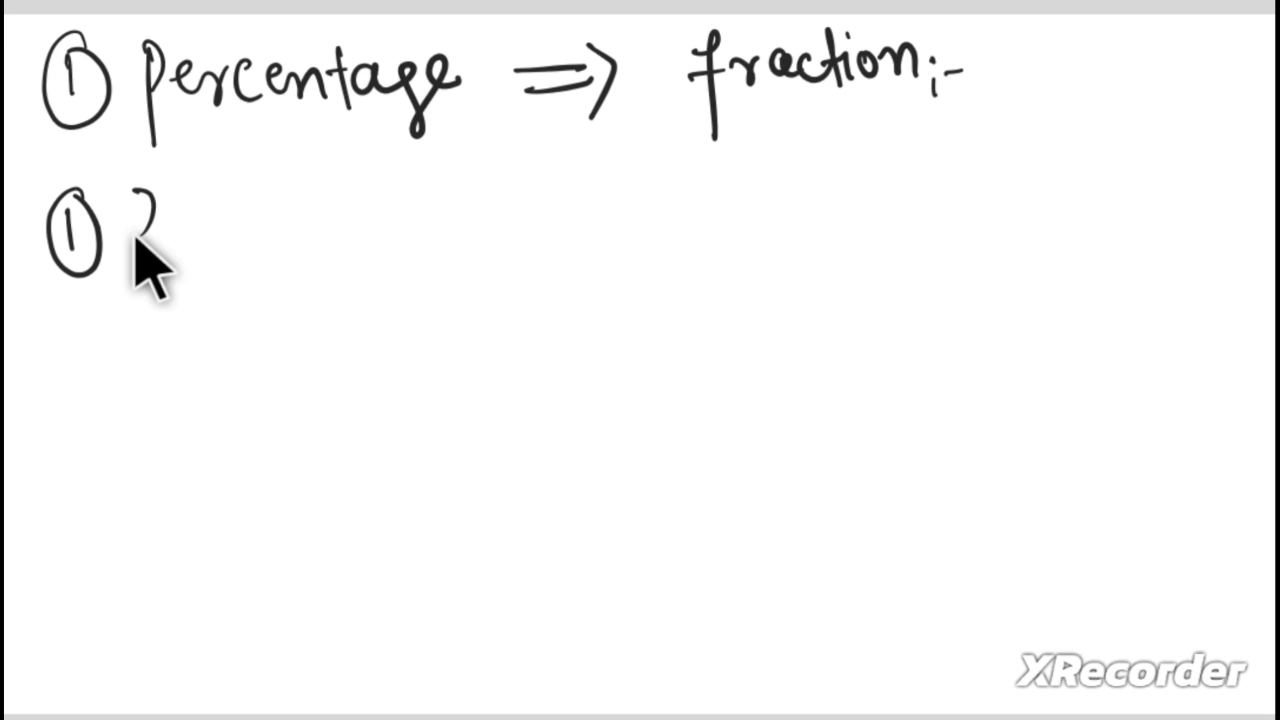 ① Percentage ⇒ fraction:-
①
XRecorder